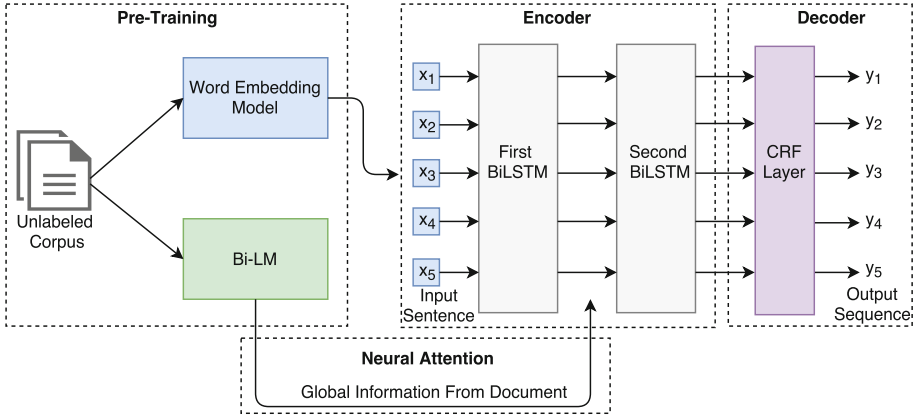 Pre-Training
Word Embedding
Model
Unlabeled
Corpus
Bi-LM
Encoder
x1
x2
x3
x4
x5
Input
Sentence
First
BiLSTM
Second
BiLSTM
Decoder
CRF
Layer
y1
y2
y3
y4
y5
Output
Sequence
Neural Attention
Global Information From Document